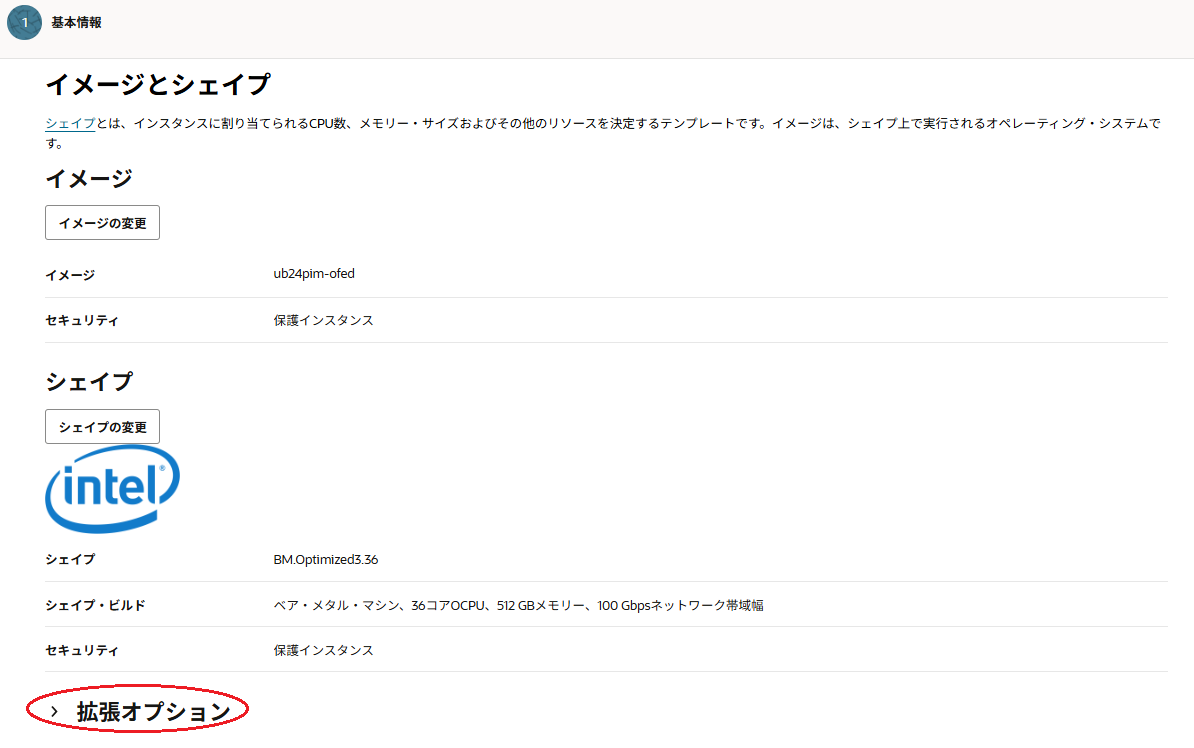 1 基本情報
イメージとシェイプ
シェイプとは、インスタンスに割り当てられるCPU数、メモリー・サイズおよびその他のリソースを決定するテンプレートです。イメージは、シェイプ上で実行されるオペレーティング・システムで
す。
イメージ
イメージの変更
イメージ ub24pim-ofed
セキュリティ 保護インスタンス
シェイプ
シェイプの変更
intel®
シェイプ BM.Optimized3.36
シェイプ・ビルド ベア・メタル・マシン、36コアOCPU、512 GBメモリー、100 Gbpsネットワーク帯域幅
セキュリティ 保護インスタンス
拡張オプション